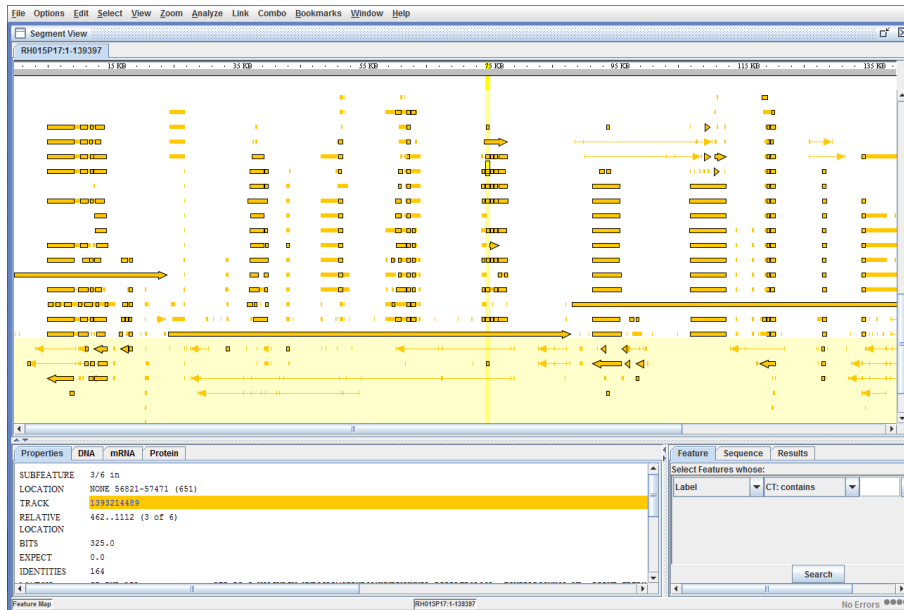 File Options Edit Select View Zoom Analyze Link Combo Bookmarks Window Help
Segment View
RH015P17:1-139397
15 KB 35 KB 55 KB 75 KB 95 KB 115 KB 135 KB
Properties DNA mRNA Protein
SUBFEATURE 3/6 in
LOCATION NONE 56821-57471 (651)
TRACK 1393214489
RELATIVE LOCATION 462..1112 (3 of 6)
BITS 325.0
EXPECT 0.0
IDENTITIES 164
Feature Sequence Results
Select Features whose:
Label CT: contains
Search
Feature Map RH015P17:1-139397 No Errors